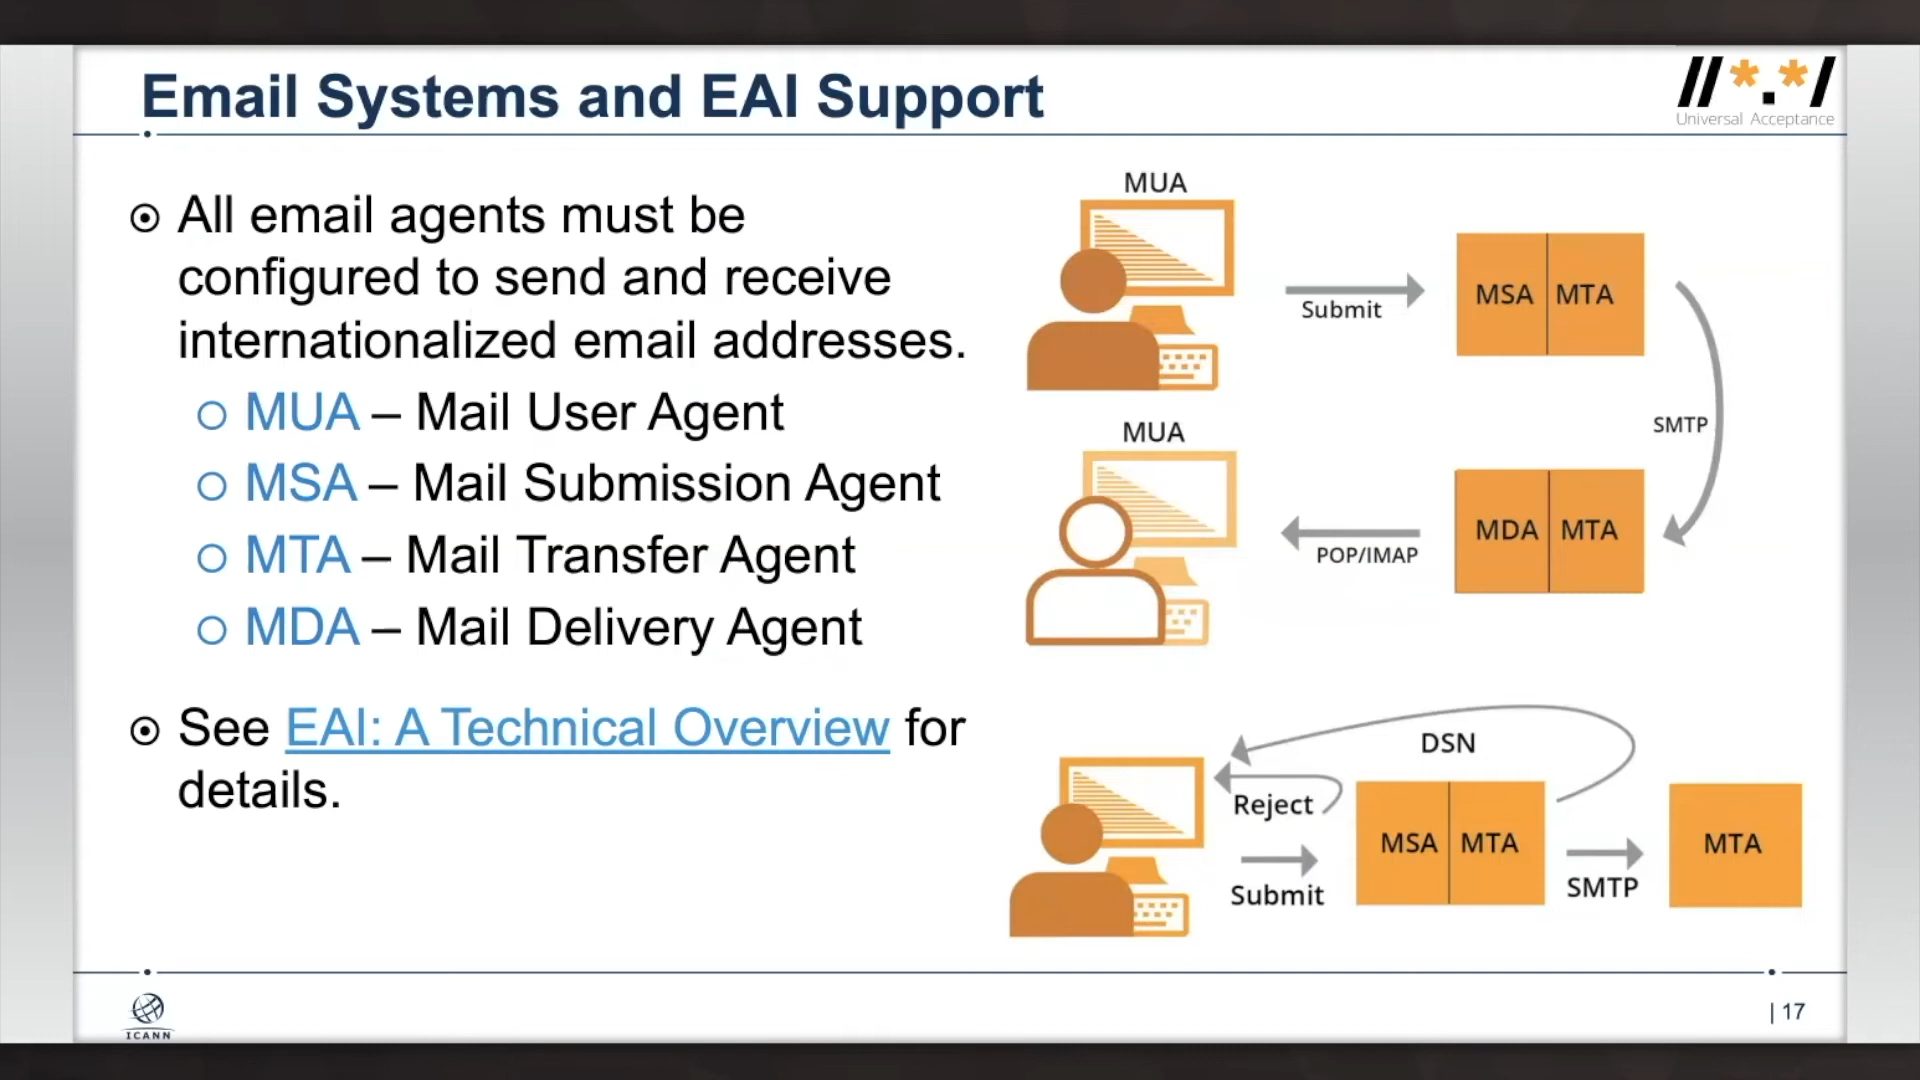 Email Systems and EAI Support
//*.*/
Universal Acceptance
All email agents must be
configured to send and receive
internationalized email addresses.
MUA – Mail User Agent
MSA – Mail Submission Agent
MTA – Mail Transfer Agent
MDA – Mail Delivery Agent
See EAI: A Technical Overview for
details.
MUA
Submit
MSA MTA
SMTP
MUA
POP/IMAP
MDA MTA
DSN
Reject
Submit
MSA MTA
SMTP
MTA
ICANN
| 17